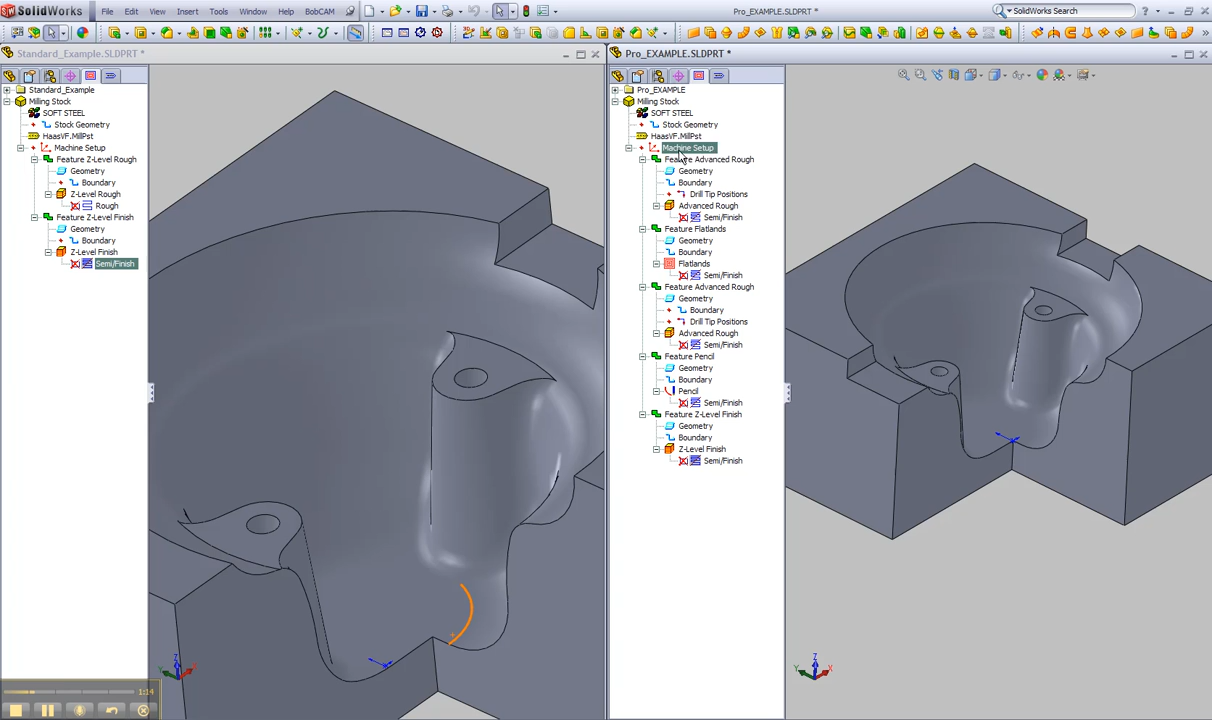 SolidWorks File Edit View Insert Tools Window Help BobCAM Pro_EXAMPLE.SLDPRT * SolidWorks Search ?
Standard_Example.SLDPRT *
Standard_Example
Milling Stock
SOFT STEEL
Stock Geometry
HaasVF.MillPst
Machine Setup
Feature Z-Level Rough
Geometry
Boundary
Z-Level Rough
Rough
Feature Z-Level Finish
Geometry
Boundary
Z-Level Finish
Semi/Finish
Z
Y
X
1:14
Pro_EXAMPLE.SLDPRT *
Pro_EXAMPLE
Milling Stock
SOFT STEEL
Stock Geometry
HaasVF.MillPst
Machine Setup
Feature Advanced Rough
Geometry
Boundary
Drill Tip Positions
Advanced Rough
Semi/Finish
Feature Flatlands
Geometry
Boundary
Flatlands
Semi/Finish
Feature Advanced Rough
Geometry
Boundary
Drill Tip Positions
Advanced Rough
Semi/Finish
Feature Pencil
Geometry
Boundary
Pencil
Semi/Finish
Feature Z-Level Finish
Geometry
Boundary
Z-Level Finish
Semi/Finish
Z
Y
X